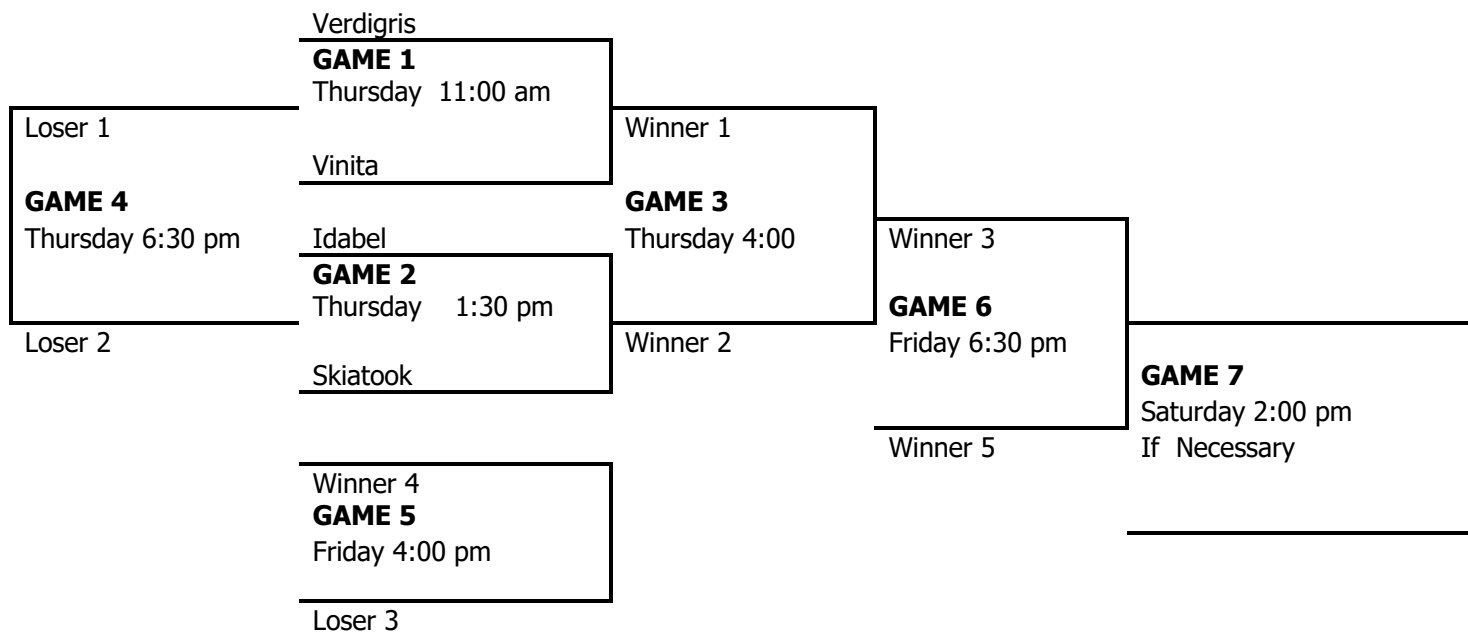 Verdigris
GAME 1
Thursday 11:00 am
Loser 1
Winner 1
Vinita
GAME 4
GAME 3
Thursday 6:30 pm
Idabel
Thursday 4:00
Winner 3
GAME 2
Thursday 1:30 pm
GAME 6
Loser 2
Winner 2
Friday 6:30 pm
Skiatook
GAME 7
Saturday 2:00 pm
Winner 5
If Necessary
Winner 4
GAME 5
Friday 4:00 pm
Loser 3